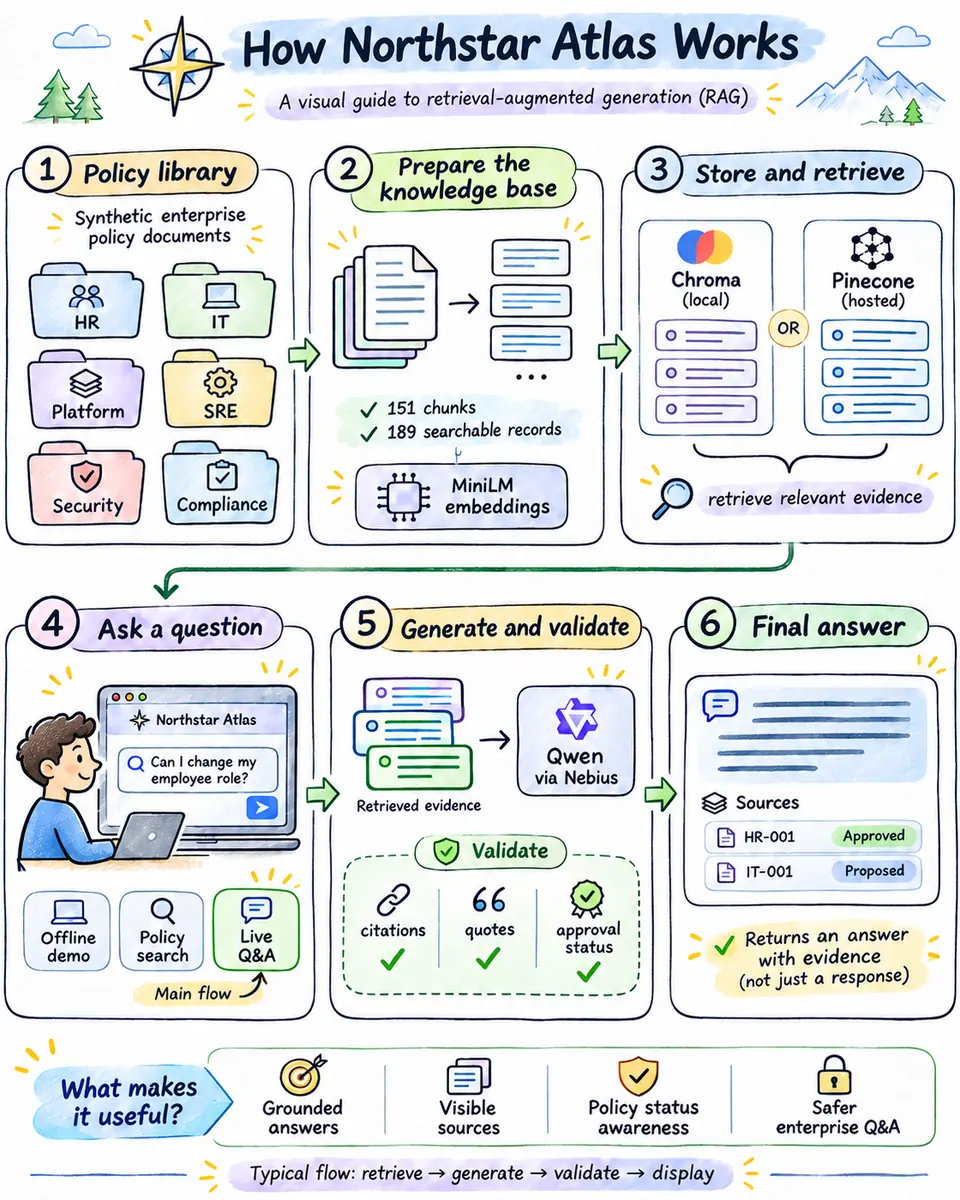 How Northstar Atlas Works
A visual guide to retrieval-augmented generation (RAG)
1
Policy library
Synthetic enterprise
policy documents
HR
IT
Platform
SRE
Security
Compliance
2
Prepare the
knowledge base
...
151 chunks
189 searchable records
MiniLM
embeddings
3
Store and retrieve
Chroma
(local)
OR
Pinecone
(hosted)
retrieve relevant evidence
4
Ask a question
Northstar Atlas
Can I change my
employee role?
Offline
demo
Policy
search
Live
Q&A
Main flow
5
Generate and validate
Retrieved evidence
Qwen
via Nebius
Validate
citations
quotes
approval
status
6
Final answer
Sources
HR-001
Approved
IT-001
Proposed
Returns an answer
with evidence
(not just a response)
What makes
it useful?
Grounded
answers
Visible
sources
Policy status
awareness
Safer
enterprise Q&A
Typical flow: retrieve → generate → validate → display